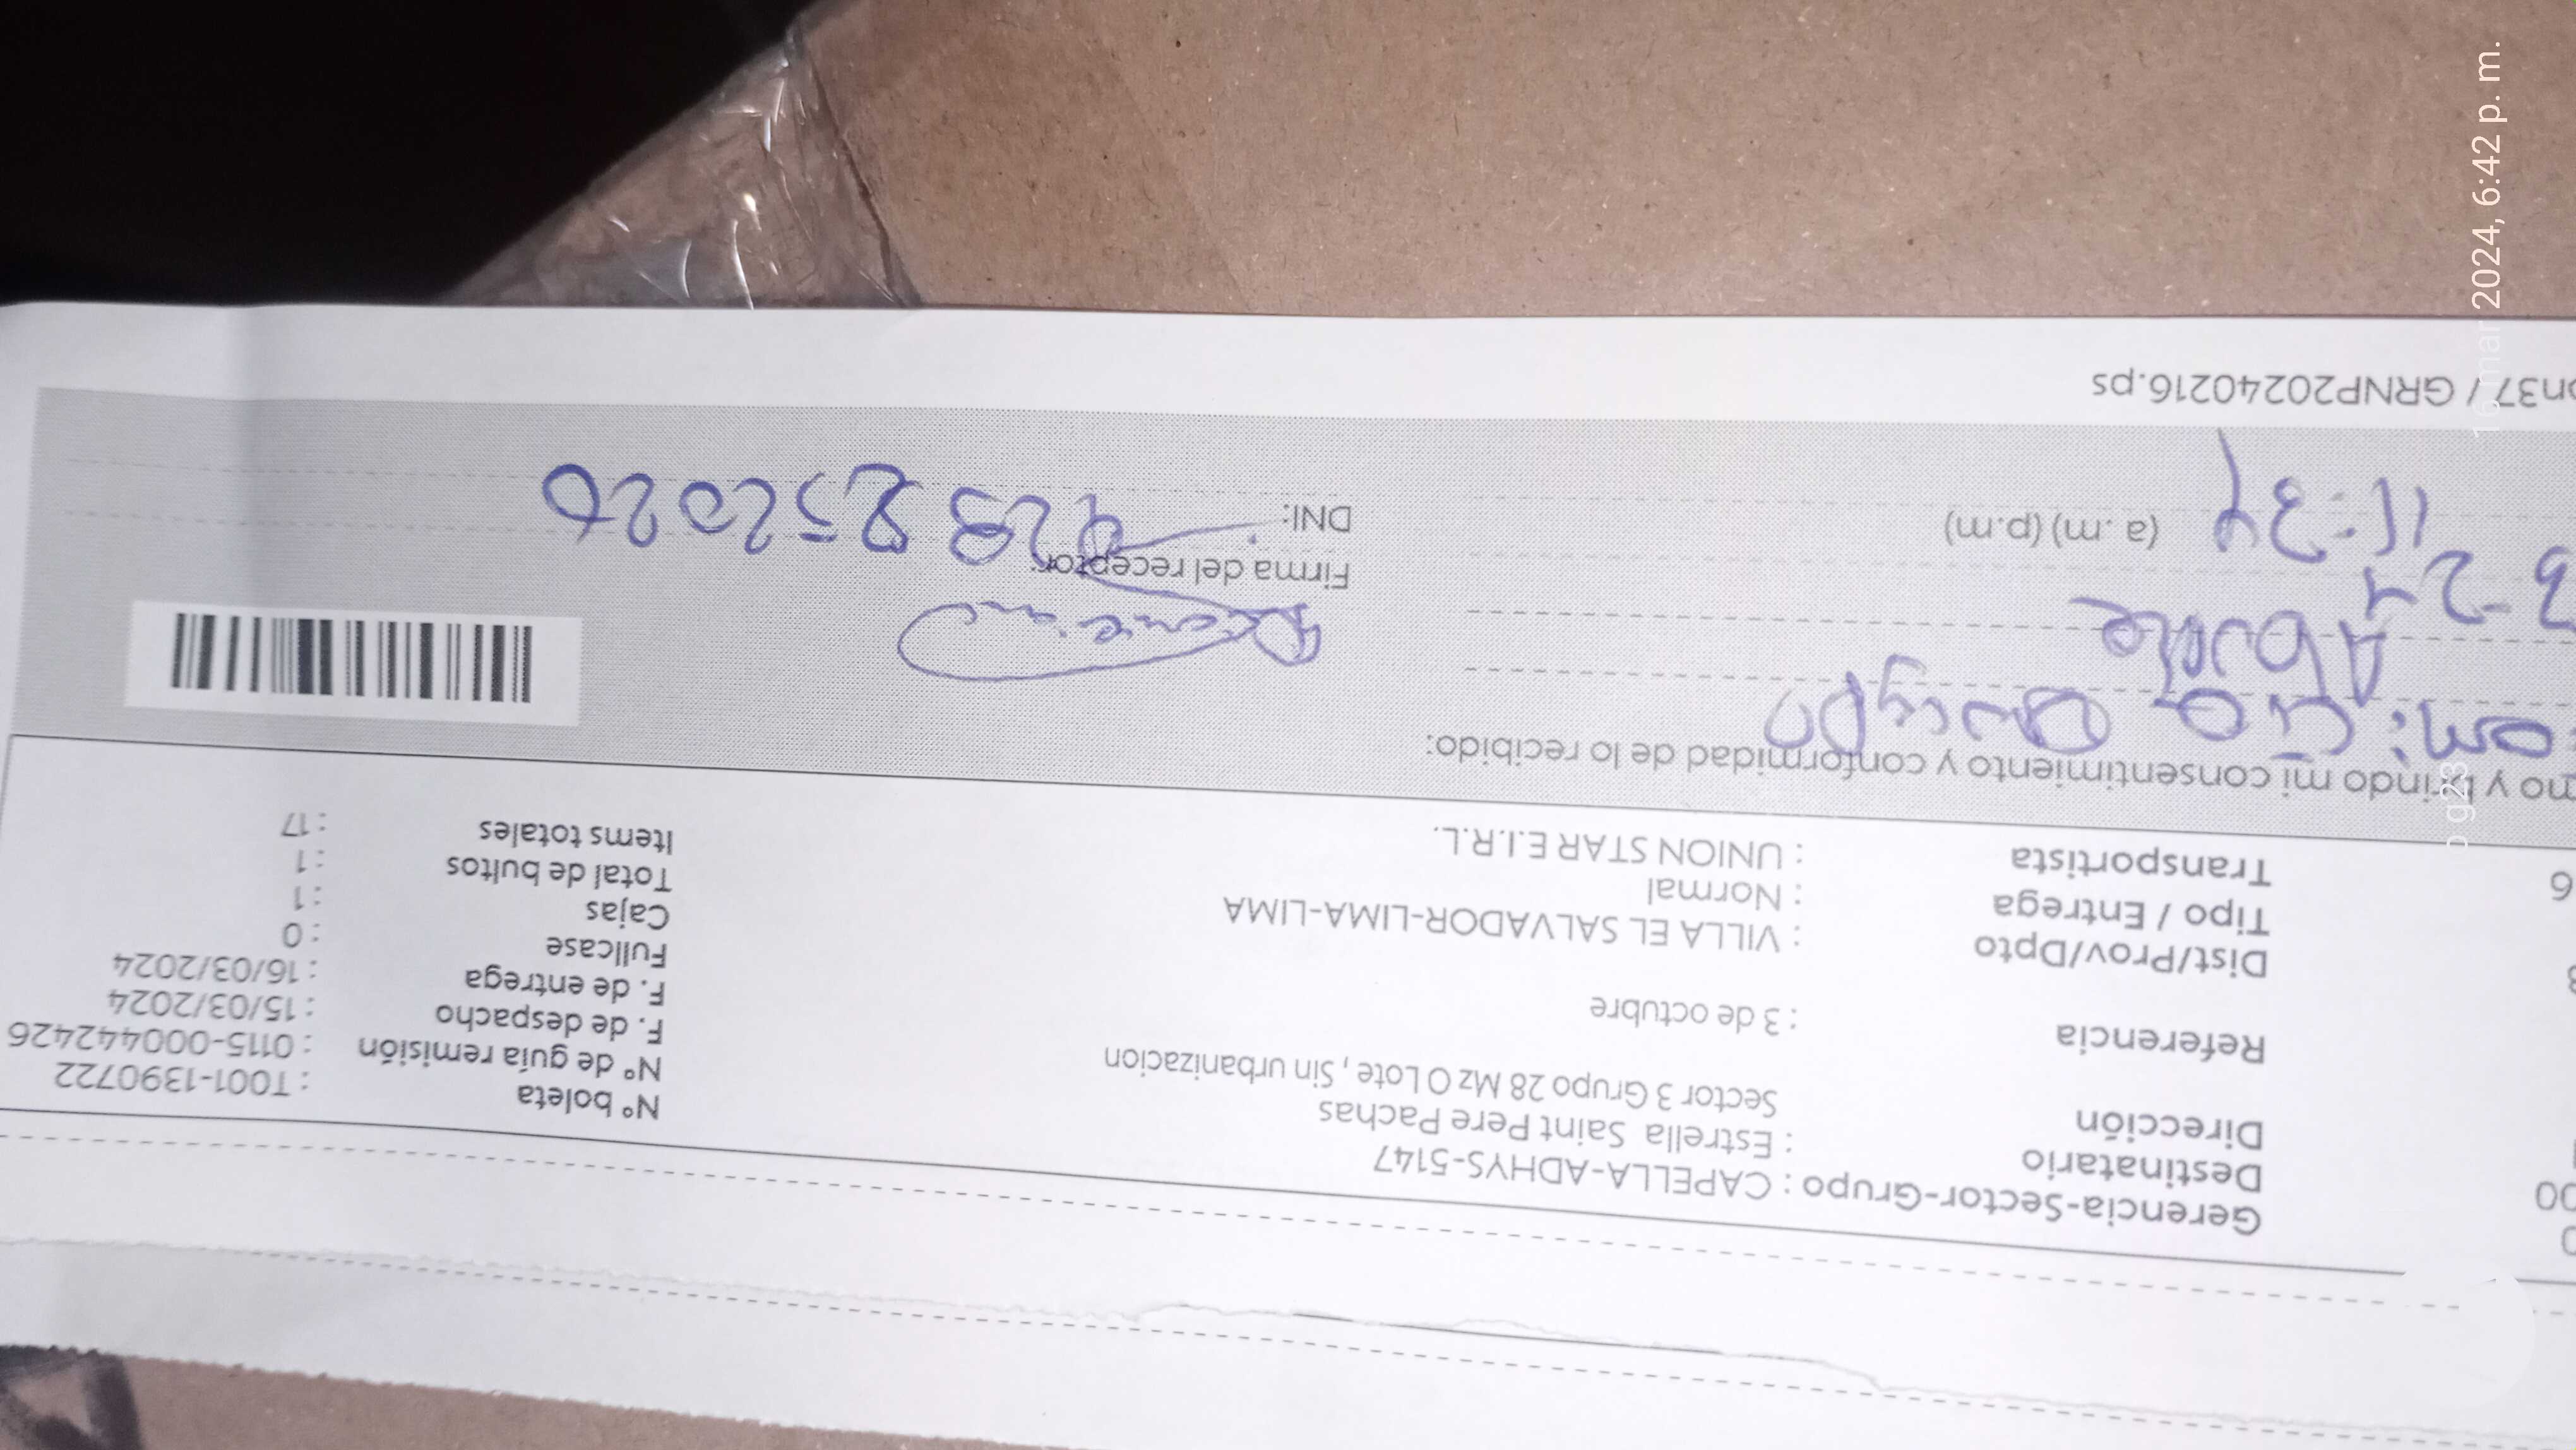 Gerencia-Sector-Grupo : CAPELLA-ADHYS-5147
Destinatario : Estrella Saint Pere Pachas
Dirección Sector 3 Grupo 28 Mz O Lote , Sin urbanizacion
Referencia : 3 de octubre
Dist/Prov/Dpto : VILLA EL SALVADOR-LIMA-LIMA
Tipo / Entrega : Normal
Transportista : UNION STAR E.I.R.L.
Nº boleta : T001-1390722
Nº de guía remisión : 0115-000442426
F. de despacho : 15/03/2024
F. de entrega : 16/03/2024
Fullcase : 0
Cajas : 1
Total de bultos : 1
Items totales : 17
mo y brindo mi consentimiento y conformidad de lo recibido:
3-24
11:34 (a.m) (p.m)
Firma del receptor:
DNI:
on37 / GRNP20240216.ps
16 mar 2024, 6:42 p. m.